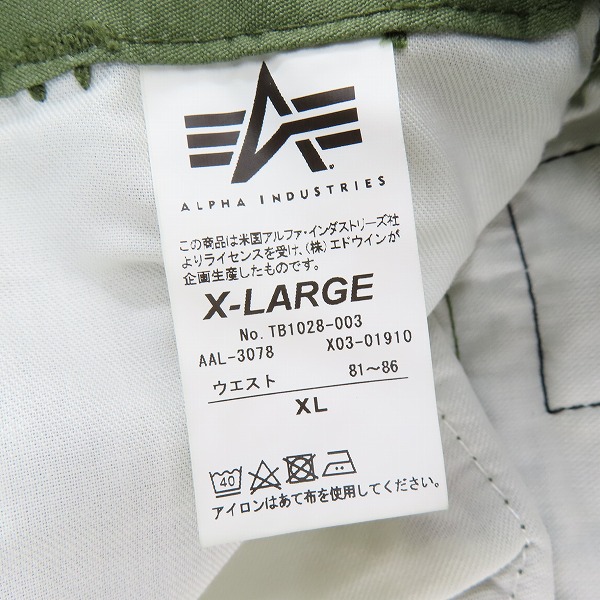 ALPHA INDUSTRIES
この商品は米国アルファ・インダストリーズ社
よりライセンスを受け、(株)エドウインが
企画生産したものです。
X-LARGE
No. TB1028-003
AAL-3078 X03-01910
ウエスト 81〜86
XL
40
アイロンはあて布を使用してください。